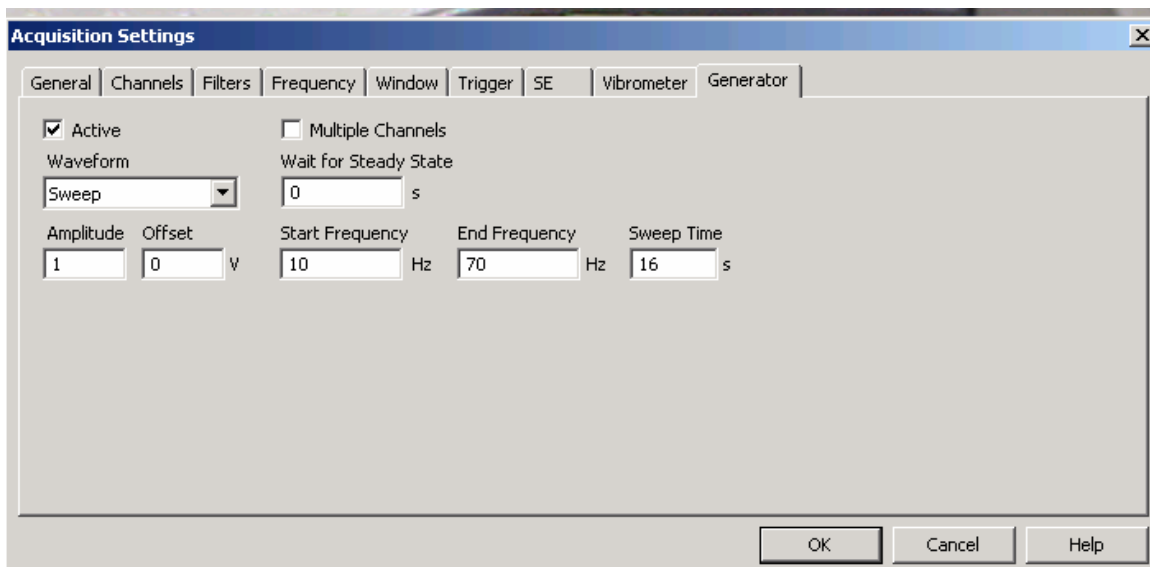 Acquisition Settings
General Channels Filters Frequency Window Trigger SE Vibrometer Generator
Active Multiple Channels
Waveform Wait for Steady State
Sweep 0 s
Amplitude Offset Start Frequency End Frequency Sweep Time
1 0 V 10 Hz 70 Hz 16 s
OK Cancel Help